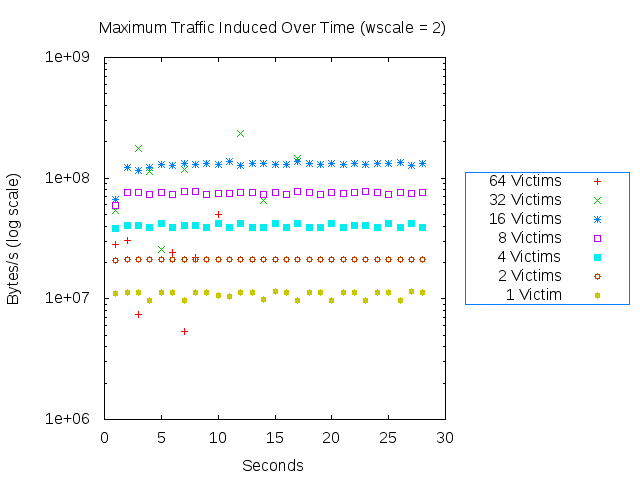 Maximum Traffic Induced Over Time (wscale = 2)
1e+09
1e+08
1e+07
1e+06
Bytes/s (log scale)
0 5 10 15 20 25 30
Seconds
64 Victims
32 Victims
16 Victims
8 Victims
4 Victims
2 Victims
1 Victim